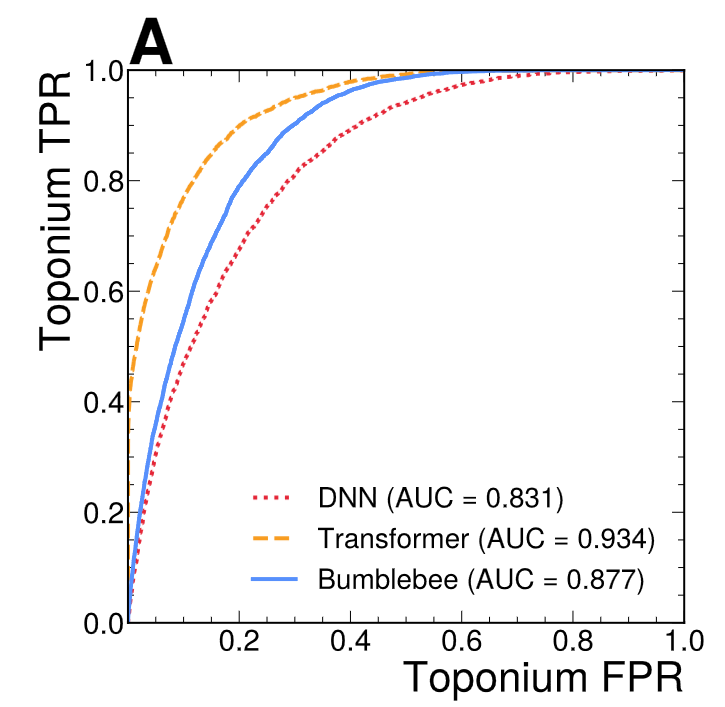 A
Toponium TPR
1.0
0.8
0.6
0.4
0.2
0.0
DNN (AUC = 0.831)
Transformer (AUC = 0.934)
Bumblebee (AUC = 0.877)
0.2 0.4 0.6 0.8 1.0
Toponium FPR